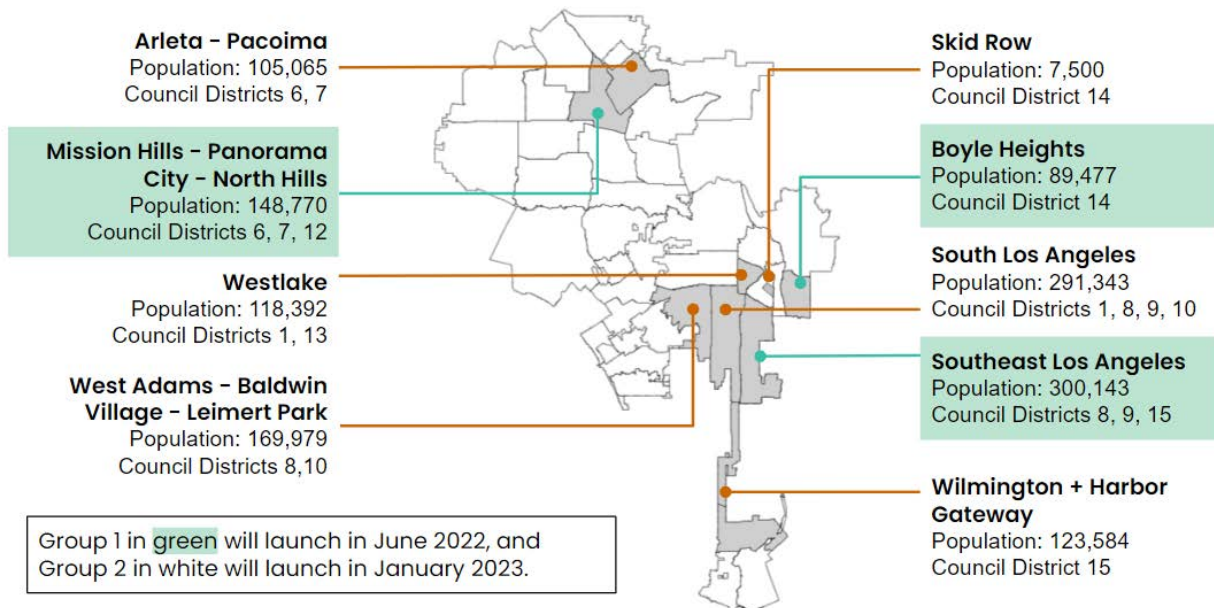 Arleta - Pacoima
Population: 105,065
Council Districts 6, 7
Mission Hills - Panorama
City - North Hills
Population: 148,770
Council Districts 6, 7, 12
Westlake
Population: 118,392
Council Districts 1, 13
West Adams - Baldwin
Village - Leimert Park
Population: 169,979
Council Districts 8,10
Skid Row
Population: 7,500
Council District 14
Boyle Heights
Population: 89,477
Council District 14
South Los Angeles
Population: 291,343
Council Districts 1, 8, 9, 10
Southeast Los Angeles
Population: 300,143
Council Districts 8, 9, 15
Wilmington + Harbor
Gateway
Population: 123,584
Council District 15
Group 1 in green will launch in June 2022, and
Group 2 in white will launch in January 2023.